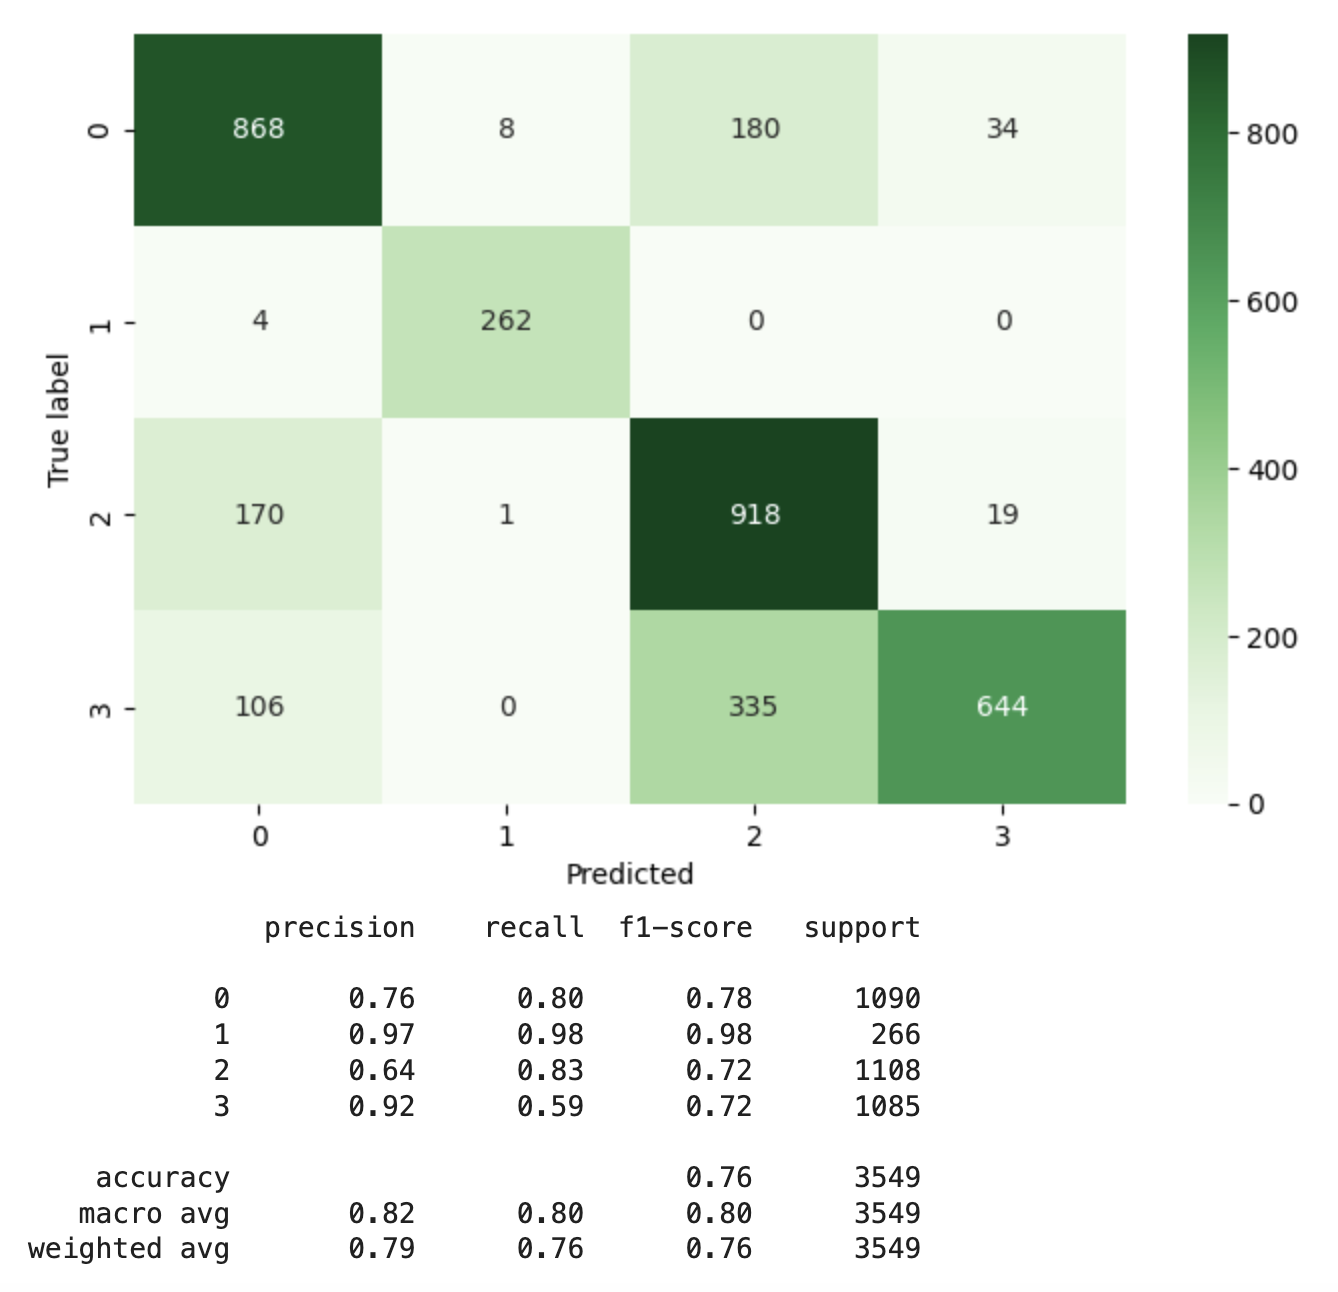 0 868 8 180 34 800
1 4 262 0 0 600
True label
400
2 170 1 918 19
200
3 106 0 335 644
0
0 1 2 3
Predicted
precision recall f1-score support
0 0.76 0.80 0.78 1090
1 0.97 0.98 0.98 266
2 0.64 0.83 0.72 1108
3 0.92 0.59 0.72 1085
accuracy 0.76 3549
macro avg 0.82 0.80 0.80 3549
weighted avg 0.79 0.76 0.76 3549